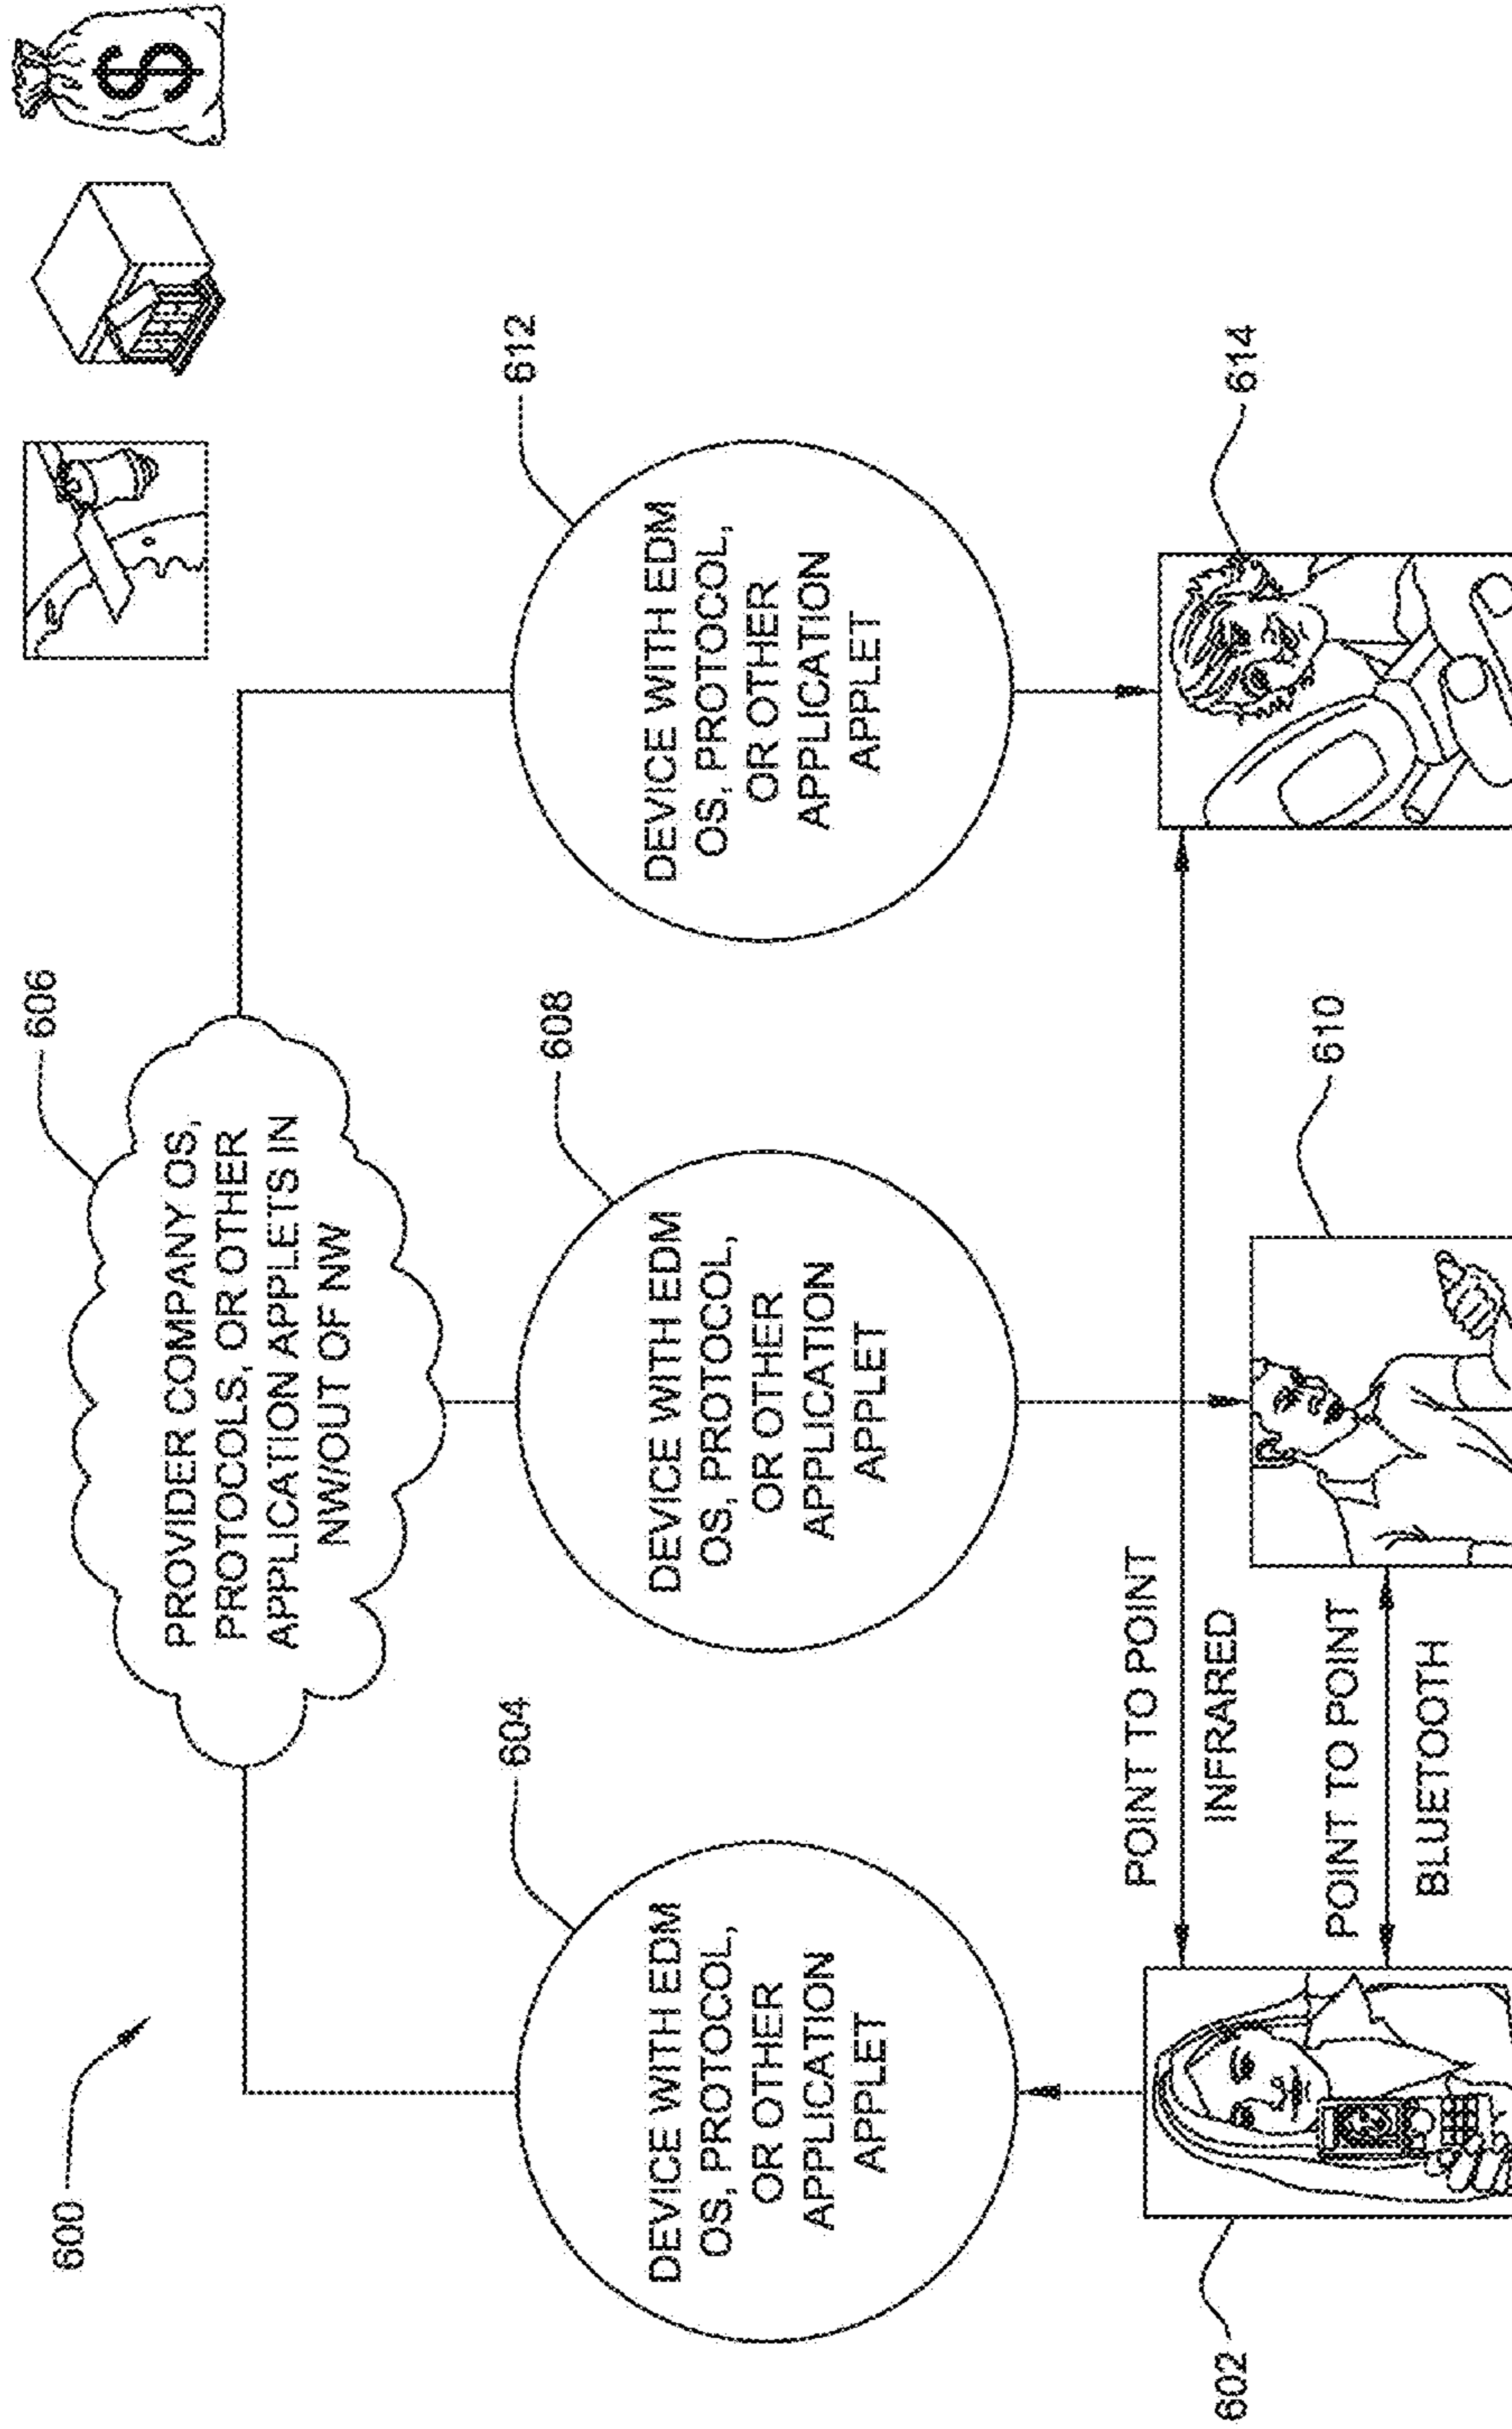 600
606
PROVIDER COMPANY OS,
PROTOCOLS, OR OTHER
APPLICATION APPLETS IN
NW/OUT OF NW
$
604
DEVICE WITH EDM
OS, PROTOCOL,
OR OTHER
APPLICATION
APPLET
608
DEVICE WITH EDM
OS, PROTOCOL,
OR OTHER
APPLICATION
APPLET
612
DEVICE WITH EDM
OS, PROTOCOL,
OR OTHER
APPLICATION
APPLET
POINT TO POINT
INFRARED
POINT TO POINT
BLUETOOTH
602
610
614